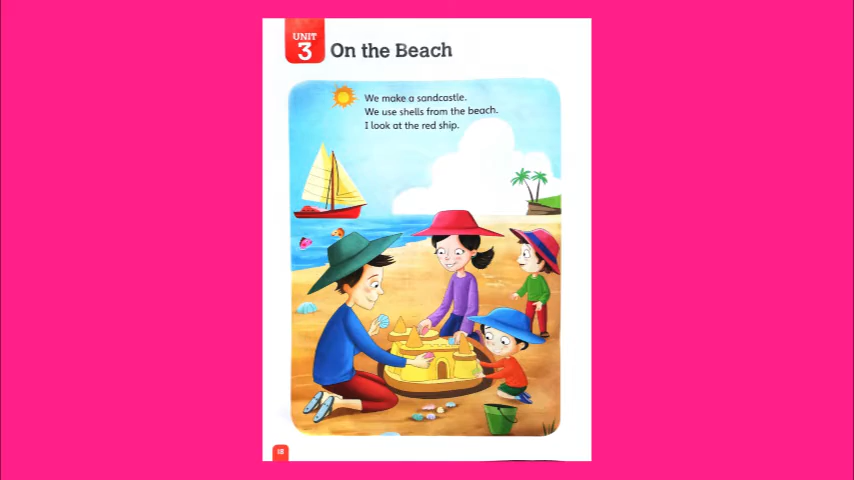 UNIT
3
On the Beach
We make a sandcastle.
We use shells from the beach.
I look at the red ship.